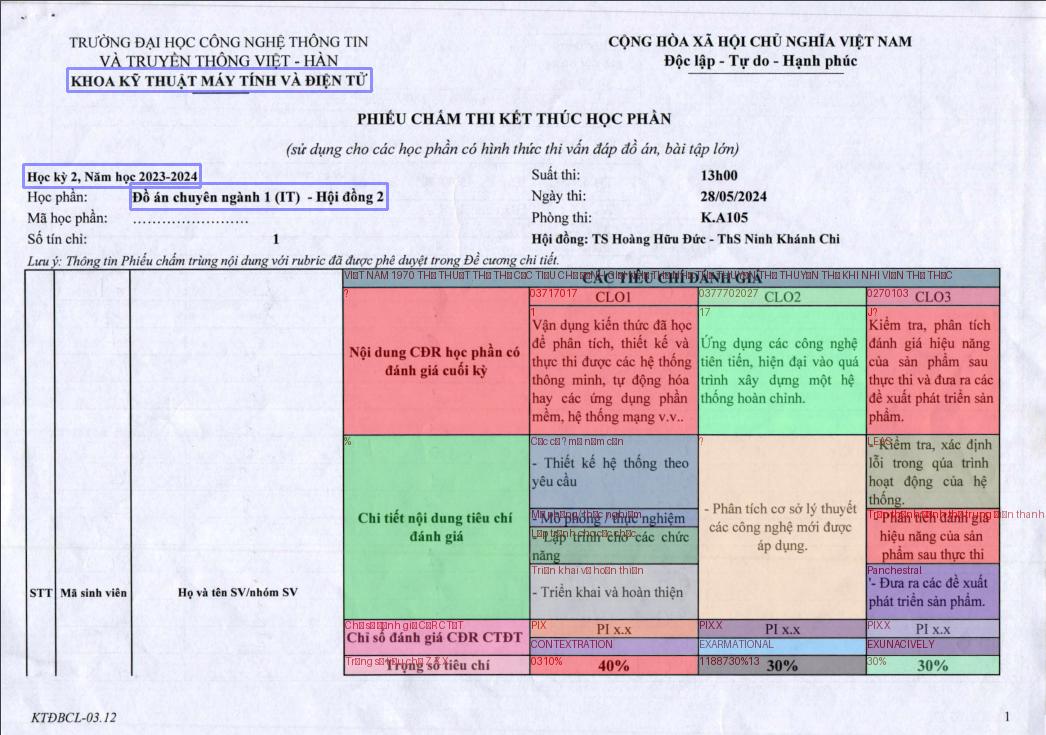 TRƯỜNG ĐẠI HỌC CÔNG NGHỆ THÔNG TIN
VÀ TRUYỀN THÔNG VIỆT - HÀN
KHOA KỸ THUẬT MÁY TÍNH VÀ ĐIỆN TỬ
CỘNG HÒA XÃ HỘI CHỦ NGHĨA VIỆT NAM
Độc lập - Tự do - Hạnh phúc
PHIẾU CHẤM THI KẾT THÚC HỌC PHẦN
(sử dụng cho các học phần có hình thức thi vấn đáp đồ án, bài tập lớn)
Học kỳ 2, Năm học 2023-2024
Suất thi: 13h00
Học phần: Đồ án chuyên ngành 1 (IT) - Hội đồng 2
Ngày thi: 28/05/2024
Mã học phần: ........................
Phòng thi: K.A105
Số tín chỉ: 1
Hội đồng: TS Hoàng Hữu Đức - ThS Ninh Khánh Chi
Lưu ý: Thông tin Phiếu chấm trùng nội dung với rubric đã được phê duyệt trong Đề cương chi tiết.
STT
Mã sinh viên
Họ và tên SV/nhóm SV
CÁC TIÊU CHÍ ĐÁNH GIÁ
?
03717017
CLO1
0377702027
CLO2
0270103
CLO3
Nội dung CĐR học phần có
đánh giá cuối kỳ
1
Vận dụng kiến thức đã học
để phân tích, thiết kế và
thực thi được các hệ thống
thông minh, tự động hóa
hay các ứng dụng phần
mềm, hệ thống mạng v.v..
17
Ứng dụng các công nghệ
tiên tiến, hiện đại vào quá
trình xây dựng một hệ
thống hoàn chỉnh.
J?
Kiểm tra, phân tích
đánh giá hiệu năng
của sản phẩm sau
thực thi và đưa ra các
đề xuất phát triển sản
phẩm.
%
Chi tiết nội dung tiêu chí
đánh giá
- Thiết kế hệ thống theo
yêu cầu
- Mô phỏng / thực nghiệm
- Lập trình cho các chức
năng
- Triển khai và hoàn thiện
?
- Phân tích cơ sở lý thuyết
các công nghệ mới được
áp dụng.
- Kiểm tra, xác định
lỗi trong qúa trình
hoạt động của hệ
thống.
- Phân tích đánh giá
hiệu năng của sản
phẩm sau thực thi
Panchestral
'- Đưa ra các đề xuất
phát triển sản phẩm.
Chỉ số đánh giá CĐR CTĐT
PIX
PI x.x
PIXX
PI x.x
PIXX
PI x.x
CONTEXTRATION
EXARMATIONAL
EXUNACIVELY
Trọng số tiêu chí
0310%
40%
1188730%13
30%
30%
30%
KTĐBCL-03.12
1